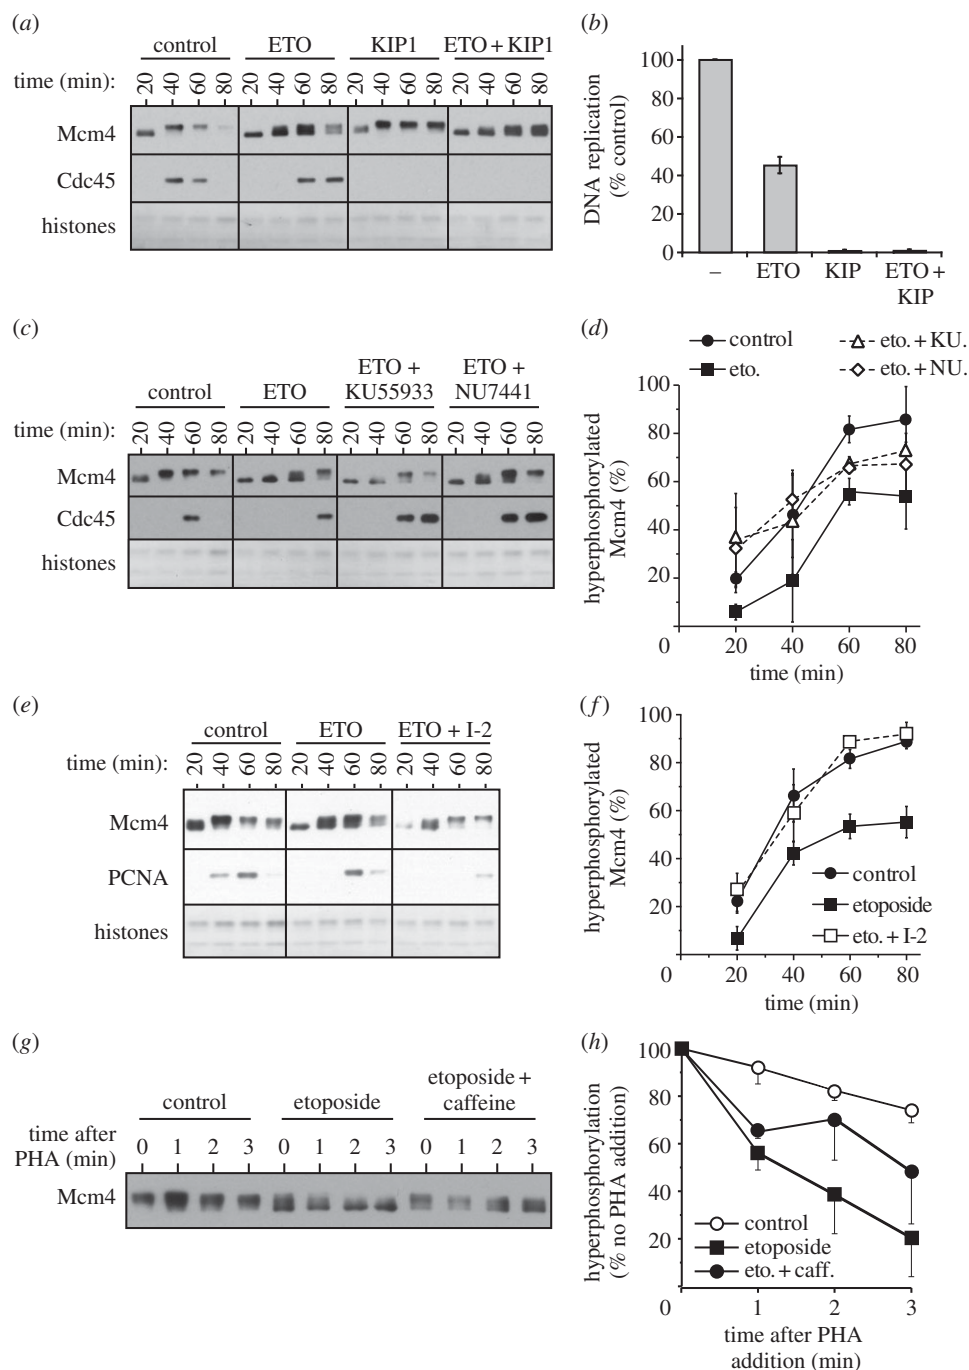 (a)
control ETO KIP1 ETO + KIP1
time (min): 20 40 60 80 20 40 60 80 20 40 60 80 20 40 60 80
Mcm4
Cdc45
histones
(b)
DNA replication
(% control)
100
80
60
40
20
0
– ETO KIP ETO +
KIP
(c)
control ETO ETO +
KU55933 ETO +
NU7441
time (min): 20 40 60 80 20 40 60 80 20 40 60 80 20 40 60 80
Mcm4
Cdc45
histones
(d)
control eto. + KU.
eto. eto. + NU.
hyperphosphorylated
Mcm4 (%)
100
80
60
40
20
0 20 40 60 80
time (min)
(e)
control ETO ETO + I-2
time (min): 20 40 60 80 20 40 60 80 20 40 60 80
Mcm4
PCNA
histones
(f)
hyperphosphorylated
Mcm4 (%)
100
80
60
40
20
control
etoposide
eto. + I-2
0 20 40 60 80
time (min)
(g)
control etoposide etoposide +
caffeine
time after
PHA (min) 0 1 2 3 0 1 2 3 0 1 2 3
Mcm4
(h)
hyperphosphorylation
(% no PHA addition)
100
80
60
40
20
control
etoposide
eto. + caff.
0 1 2 3
time after PHA
addition (min)